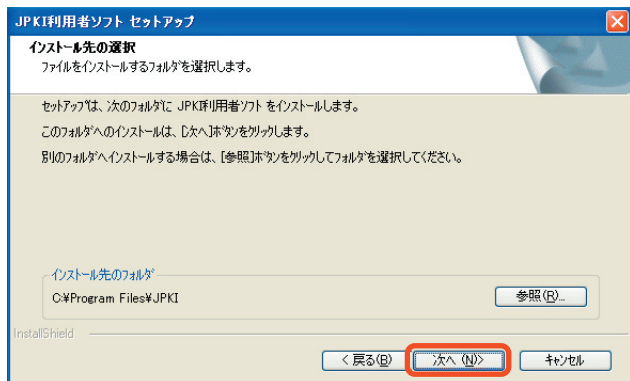 JPKI利用者ソフト セットアップ
インストール先の選択
ファイルをインストールするフォルダを選択します。
セットアップは、次のフォルダに JPKI利用者ソフト をインストールします。
このフォルダへのインストールは、[次へ]ボタンをクリックします。
別のフォルダへインストールする場合は、[参照]ボタンをクリックしてフォルダを選択してください。
インストール先のフォルダ
C:¥Program Files¥JPKI
参照(R)...
InstallShield
< 戻る(B)
次へ (N)>
キャンセル